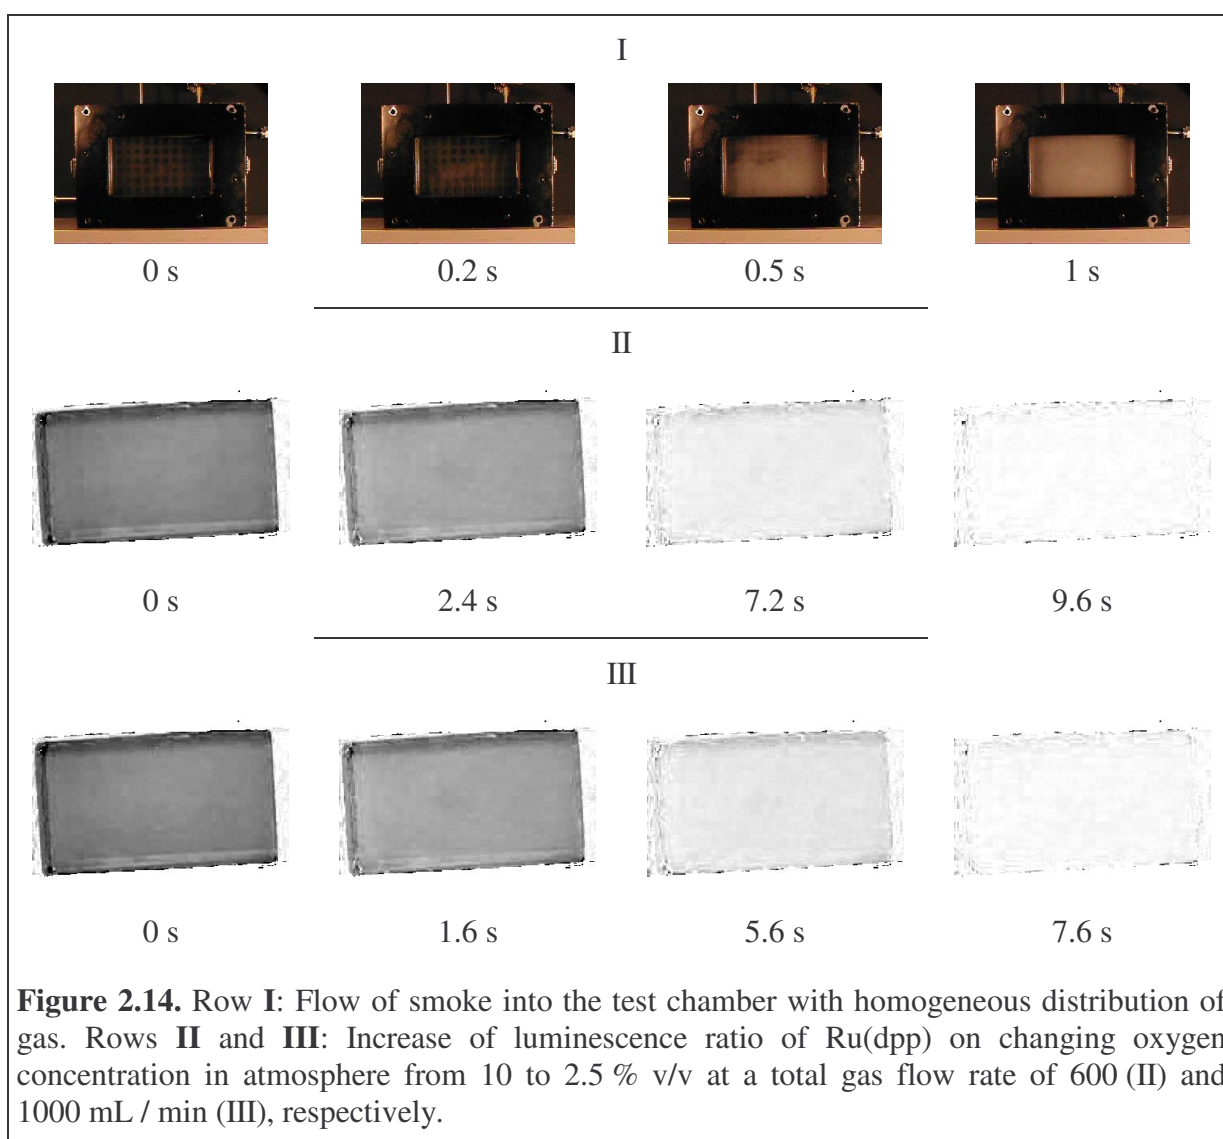 I
0 s 0.2 s 0.5 s 1 s
II
0 s 2.4 s 7.2 s 9.6 s
III
0 s 1.6 s 5.6 s 7.6 s
Figure 2.14. Row I: Flow of smoke into the test chamber with homogeneous distribution of
gas. Rows II and III: Increase of luminescence ratio of Ru(dpp) on changing oxygen
concentration in atmosphere from 10 to 2.5 % v/v at a total gas flow rate of 600 (II) and
1000 mL / min (III), respectively.